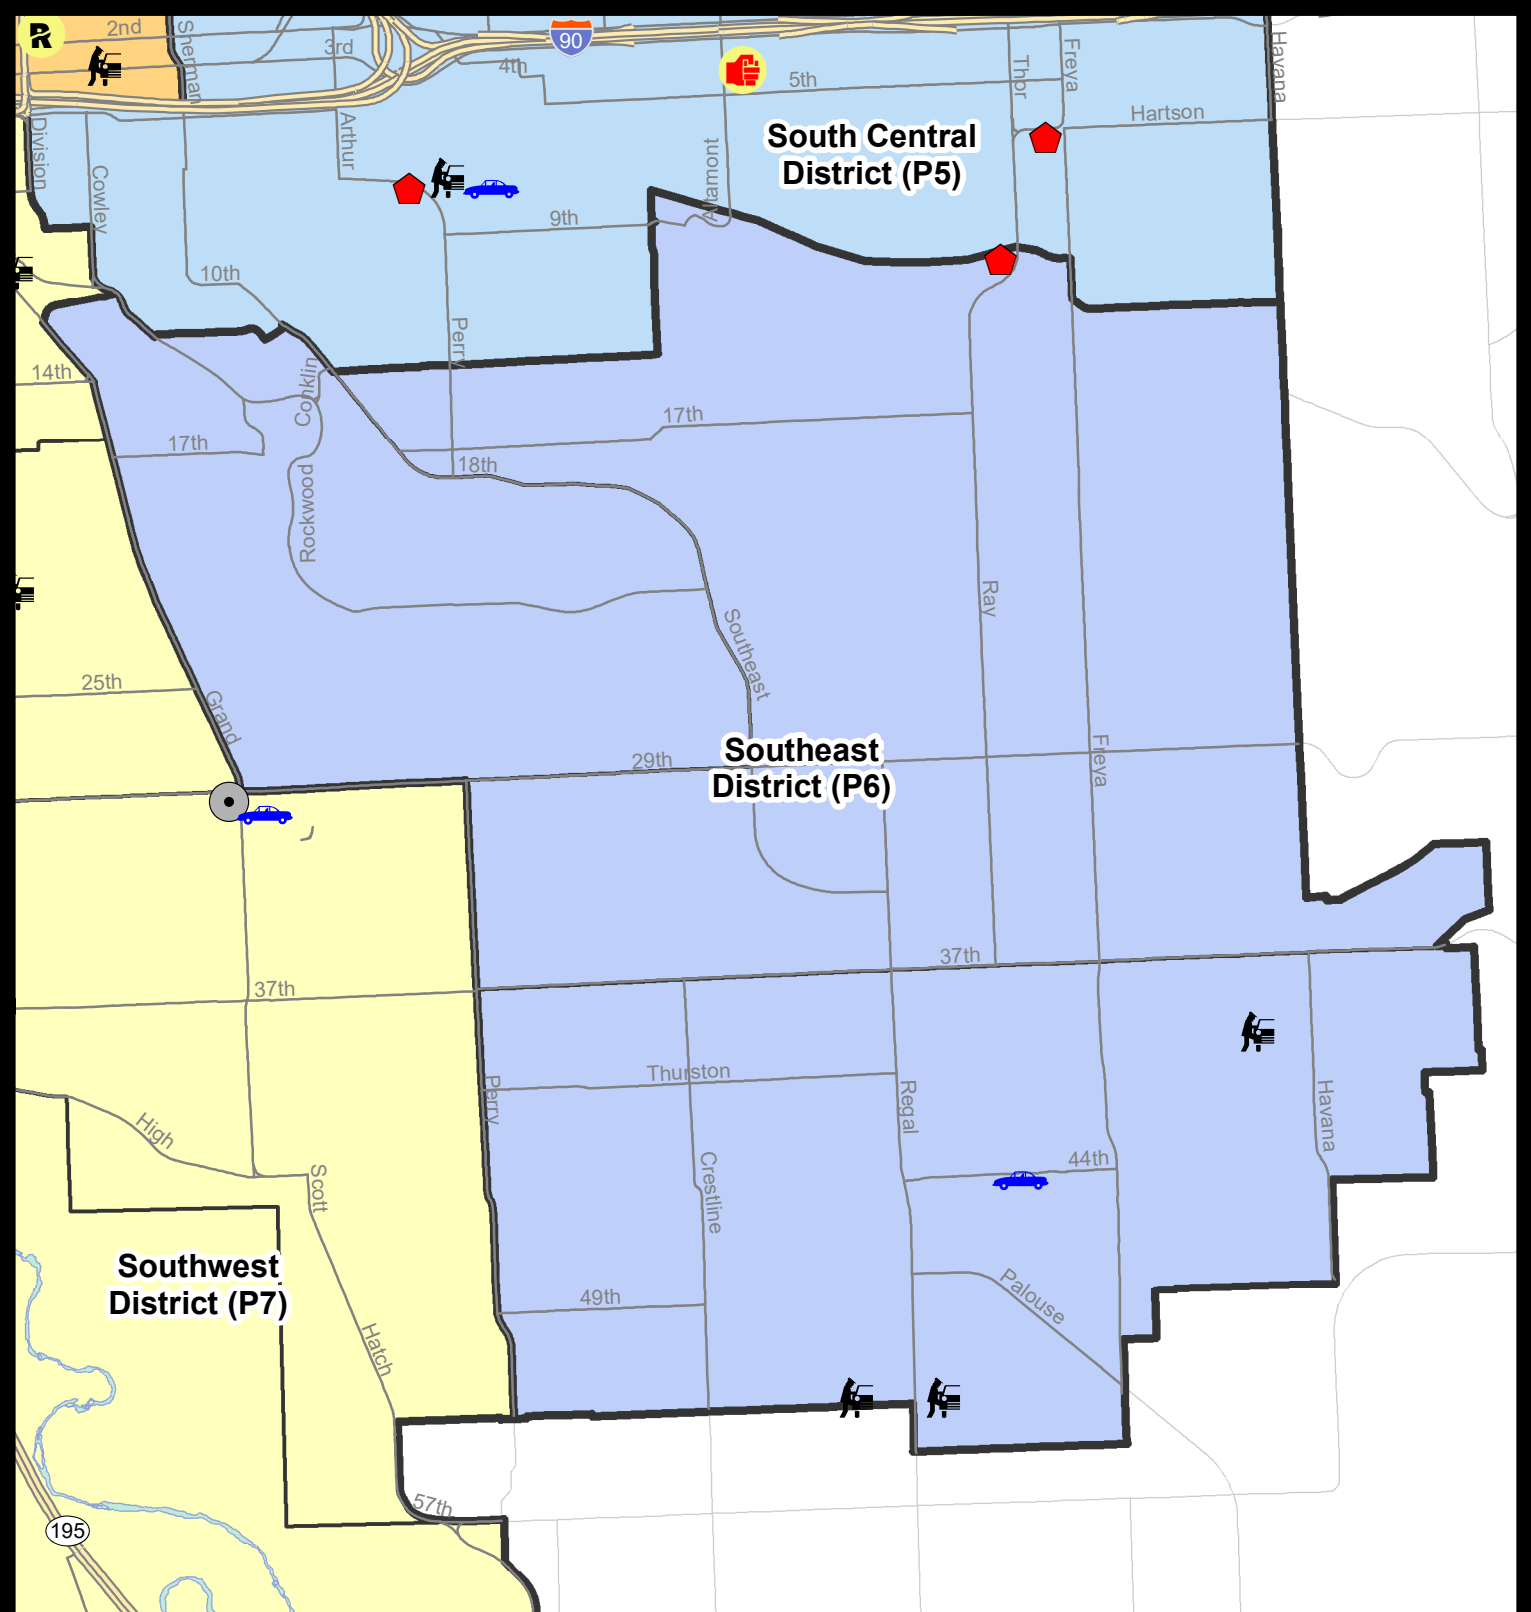 R
2nd
Sherman
3rd
90
4th
5th
Thor
Freya
Havana
Hartson
Division
Cowley
Arthur
Altamont
South Central
District (P5)
9th
10th
Perry
Conklin
14th
17th
17th
18th
Rockwood
Ray
Southeast
25th
Grand
29th
Southeast
District (P6)
Freya
37th
37th
Thurston
Perry
Regal
Havana
High
Scott
Crestline
44th
Southwest
District (P7)
49th
Palouse
Hatch
57th
195